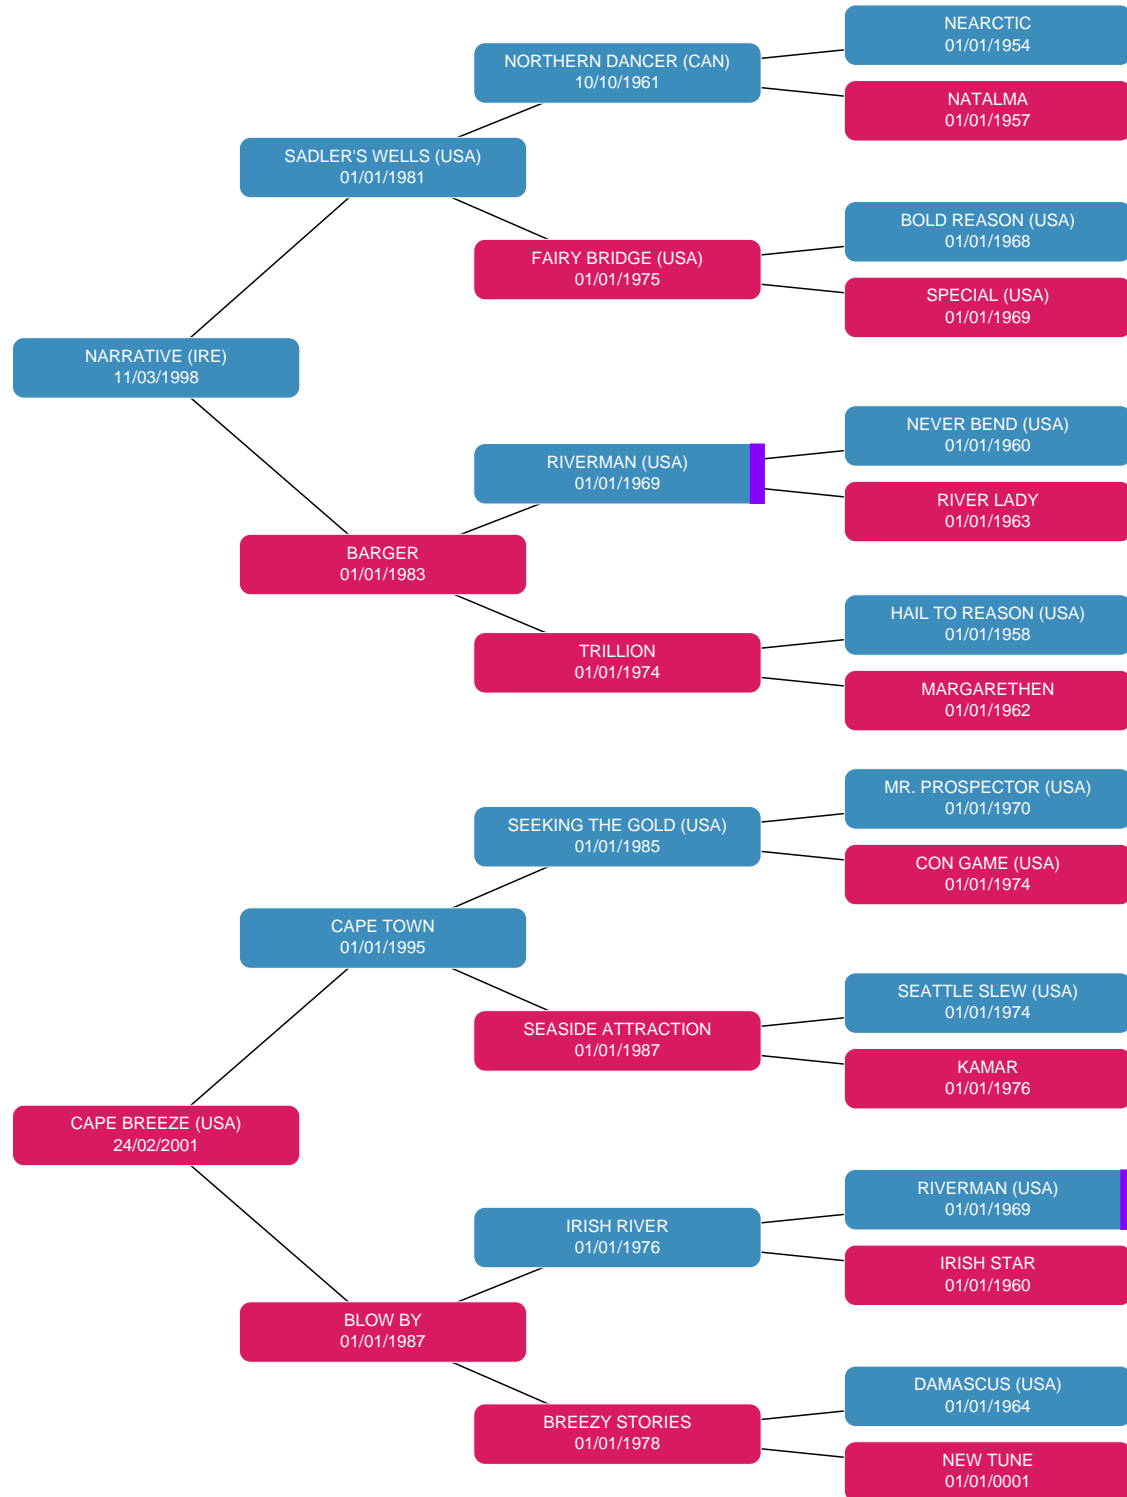 NEARCTIC
01/01/1954
NORTHERN DANCER (CAN)
10/10/1961
NATALMA
01/01/1957
SADLER'S WELLS (USA)
01/01/1981
BOLD REASON (USA)
01/01/1968
FAIRY BRIDGE (USA)
01/01/1975
SPECIAL (USA)
01/01/1969
NARRATIVE (IRE)
11/03/1998
NEVER BEND (USA)
01/01/1960
RIVERMAN (USA)
01/01/1969
RIVER LADY
01/01/1963
BARGER
01/01/1983
HAIL TO REASON (USA)
01/01/1958
TRILLION
01/01/1974
MARGARETHEN
01/01/1962
MR. PROSPECTOR (USA)
01/01/1970
SEEKING THE GOLD (USA)
01/01/1985
CON GAME (USA)
01/01/1974
CAPE TOWN
01/01/1995
SEATTLE SLEW (USA)
01/01/1974
SEASIDE ATTRACTION
01/01/1987
KAMAR
01/01/1976
CAPE BREEZE (USA)
24/02/2001
RIVERMAN (USA)
01/01/1969
IRISH RIVER
01/01/1976
IRISH STAR
01/01/1960
BLOW BY
01/01/1987
DAMASCUS (USA)
01/01/1964
BREEZY STORIES
01/01/1978
NEW TUNE
01/01/0001